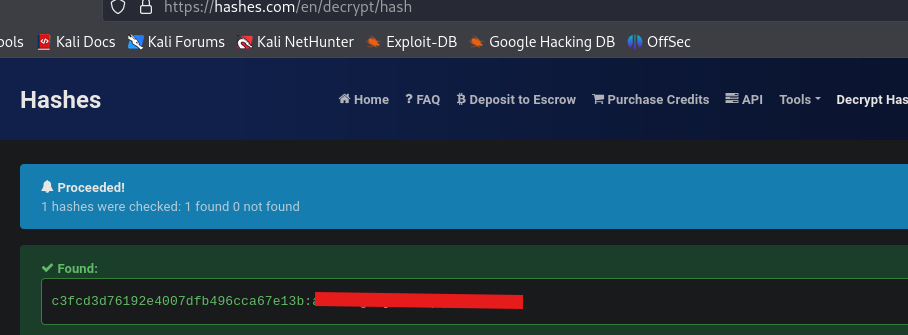 https://hashes.com/en/decrypt/hash
ools Kali Docs Kali Forums Kali NetHunter Exploit-DB Google Hacking DB OffSec
Hashes Home ? FAQ Deposit to Escrow Purchase Credits API Tools Decrypt Has
Proceeded!
1 hashes were checked: 1 found 0 not found
Found:
c3fcd3d76192e4007dfb496cca67e13b: